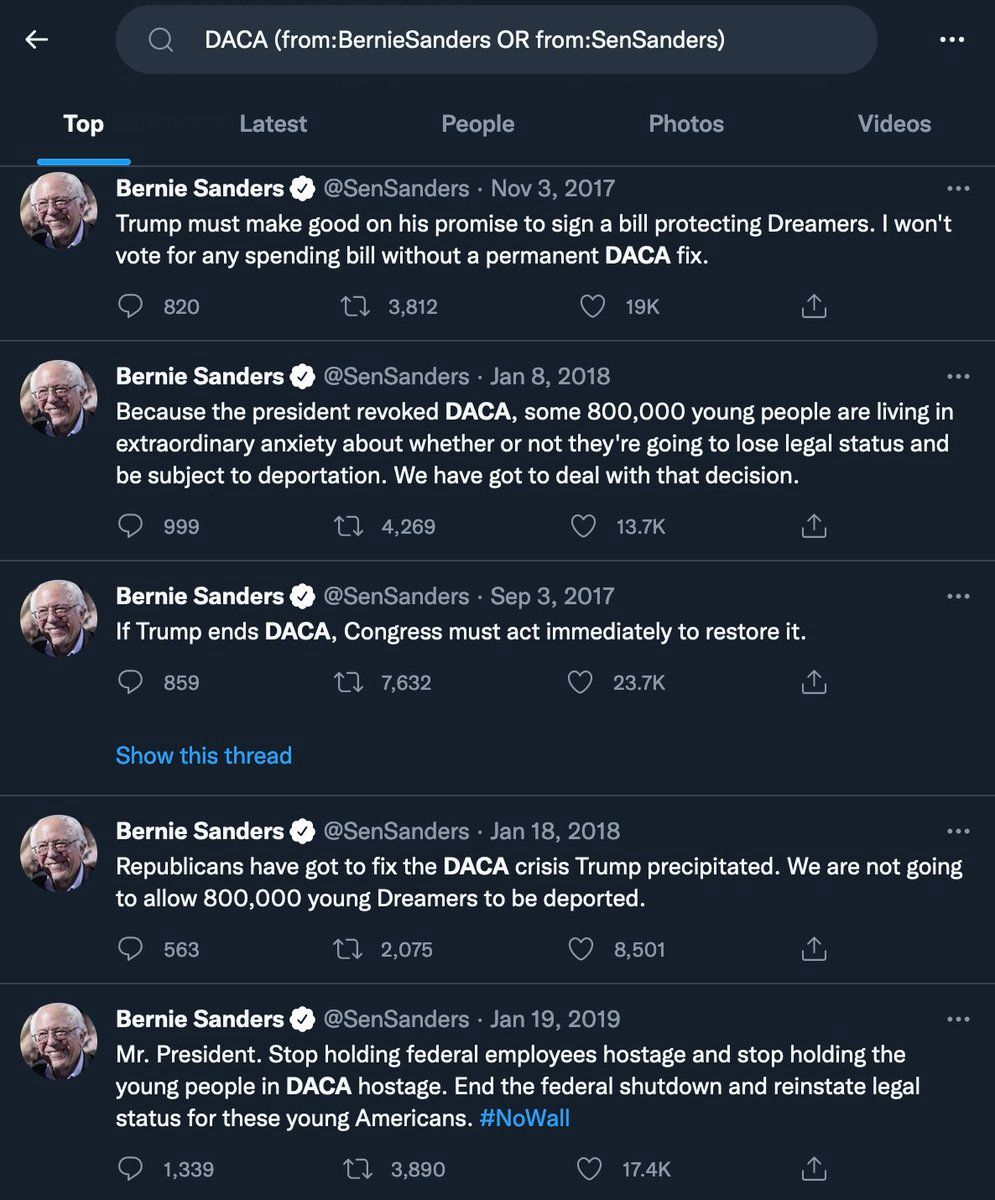 DACA (from:BernieSanders OR from:SenSanders)
Top Latest People Photos Videos
Bernie Sanders @SenSanders · Nov 3, 2017
Trump must make good on his promise to sign a bill protecting Dreamers. I won't
vote for any spending bill without a permanent DACA fix.
820 3,812 19K
Bernie Sanders @SenSanders · Jan 8, 2018
Because the president revoked DACA, some 800,000 young people are living in
extraordinary anxiety about whether or not they're going to lose legal status and
be subject to deportation. We have got to deal with that decision.
999 4,269 13.7K
Bernie Sanders @SenSanders · Sep 3, 2017
If Trump ends DACA, Congress must act immediately to restore it.
859 7,632 23.7K
Show this thread
Bernie Sanders @SenSanders · Jan 18, 2018
Republicans have got to fix the DACA crisis Trump precipitated. We are not going
to allow 800,000 young Dreamers to be deported.
563 2,075 8,501
Bernie Sanders @SenSanders · Jan 19, 2019
Mr. President. Stop holding federal employees hostage and stop holding the
young people in DACA hostage. End the federal shutdown and reinstate legal
status for these young Americans. #NoWall
1,339 3,890 17.4K